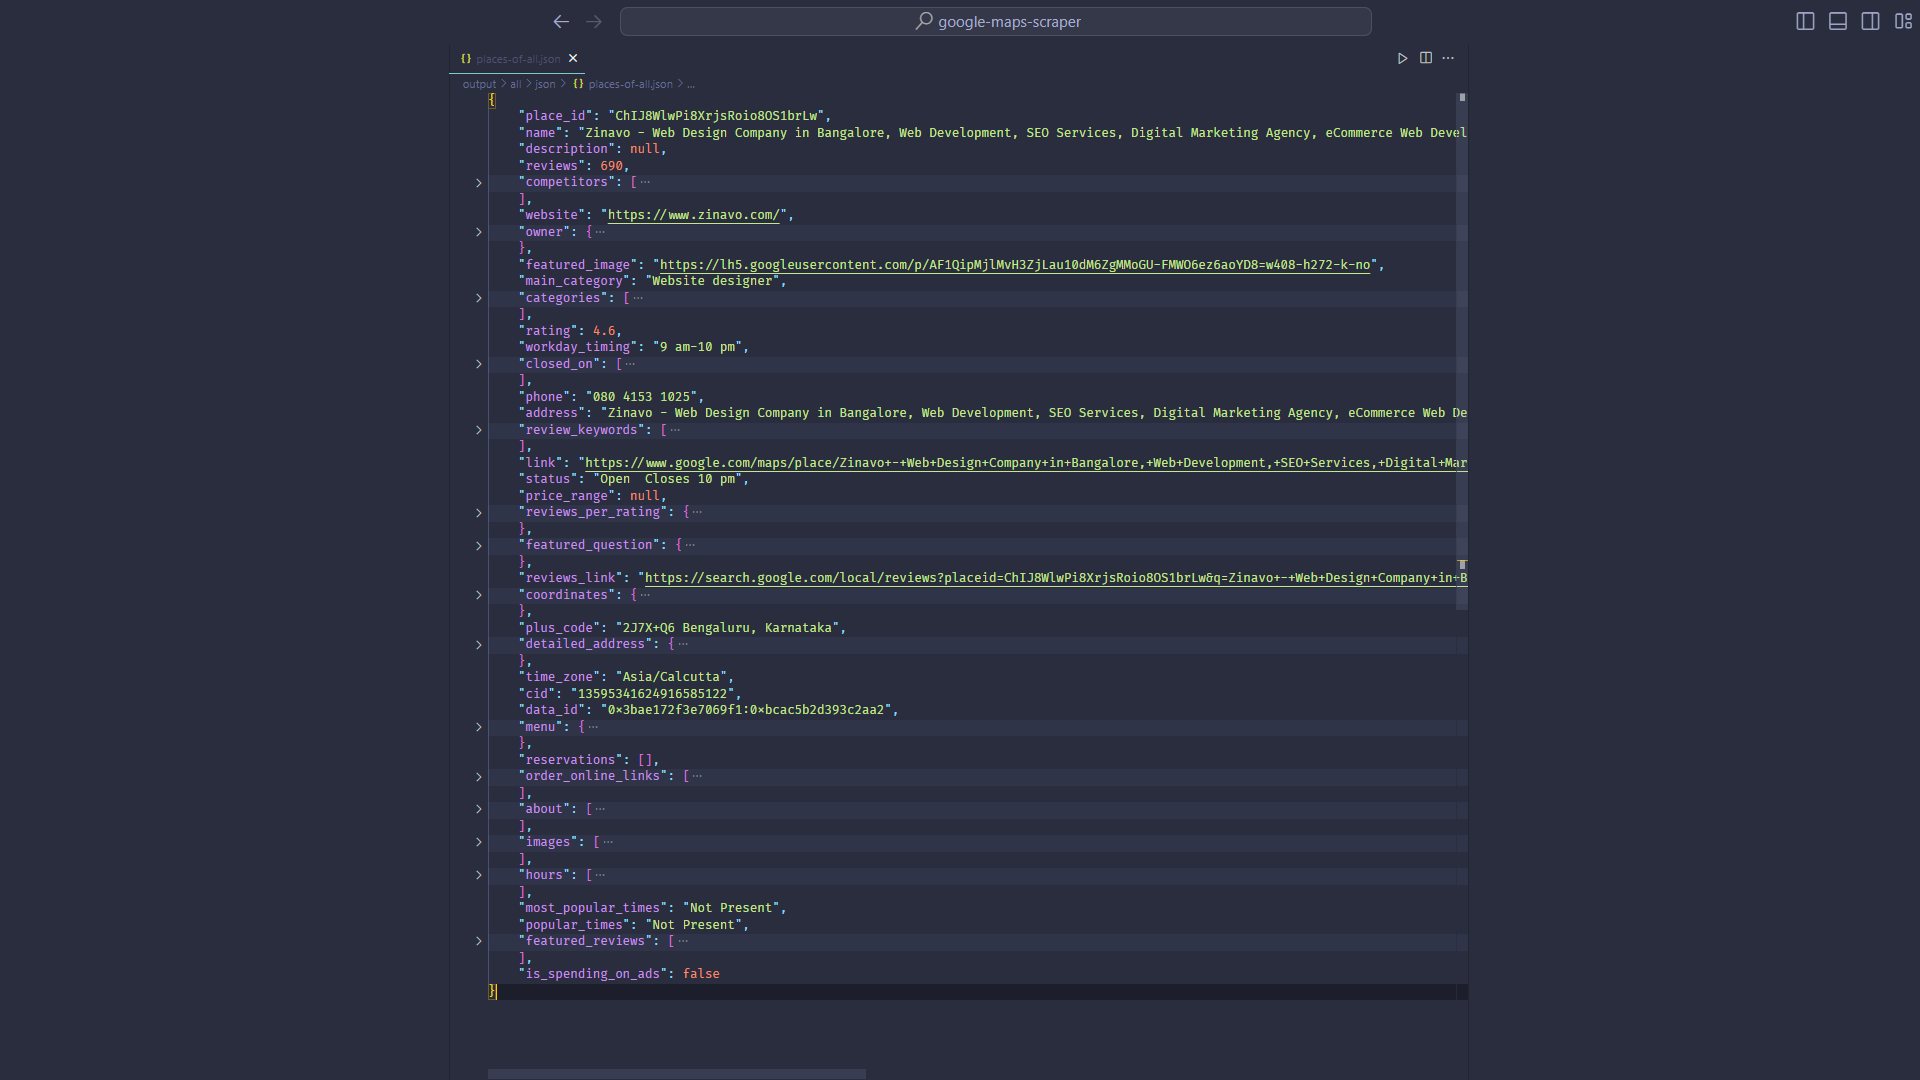 google-maps-scraper
{} places-of-all.json
output > all > json > {} places-of-all.json > ...
{
"place_id": "ChIJ8WlwPi8XrjsRoio8OS1brLw",
"name": "Zinavo - Web Design Company in Bangalore, Web Development, SEO Services, Digital Marketing Agency, eCommerce Web Devel
"description": null,
"reviews": 690,
"competitors": [ ...
],
"website": "https://www.zinavo.com/",
"owner": { ...
},
"featured_image": "https://lh5.googleusercontent.com/p/AF1QipMjlMvH3ZjLau10dM6ZgMMoGU-FMWO6ez6aoYD8=w408-h272-k-no",
"main_category": "Website designer",
"categories": [ ...
],
"rating": 4.6,
"workday_timing": "9 am-10 pm",
"closed_on": [ ...
],
"phone": "080 4153 1025",
"address": "Zinavo - Web Design Company in Bangalore, Web Development, SEO Services, Digital Marketing Agency, eCommerce Web De
"review_keywords": [ ...
],
"link": "https://www.google.com/maps/place/Zinavo+-+Web+Design+Company+in+Bangalore,+Web+Development,+SEO+Services,+Digital+Mar
"status": "Open  Closes 10 pm",
"price_range": null,
"reviews_per_rating": { ...
},
"featured_question": { ...
},
"reviews_link": "https://search.google.com/local/reviews?placeid=ChIJ8WlwPi8XrjsRoio8OS1brLw&q=Zinavo+-+Web+Design+Company+in+B
"coordinates": { ...
},
"plus_code": "2J7X+Q6 Bengaluru, Karnataka",
"detailed_address": { ...
},
"time_zone": "Asia/Calcutta",
"cid": "13595341624916585122",
"data_id": "0x3bae172f3e7069f1:0xbcac5b2d393c2aa2",
"menu": { ...
},
"reservations": [],
"order_online_links": [ ...
],
"about": [ ...
],
"images": [ ...
],
"hours": [ ...
],
"most_popular_times": "Not Present",
"popular_times": "Not Present",
"featured_reviews": [ ...
],
"is_spending_on_ads": false
}